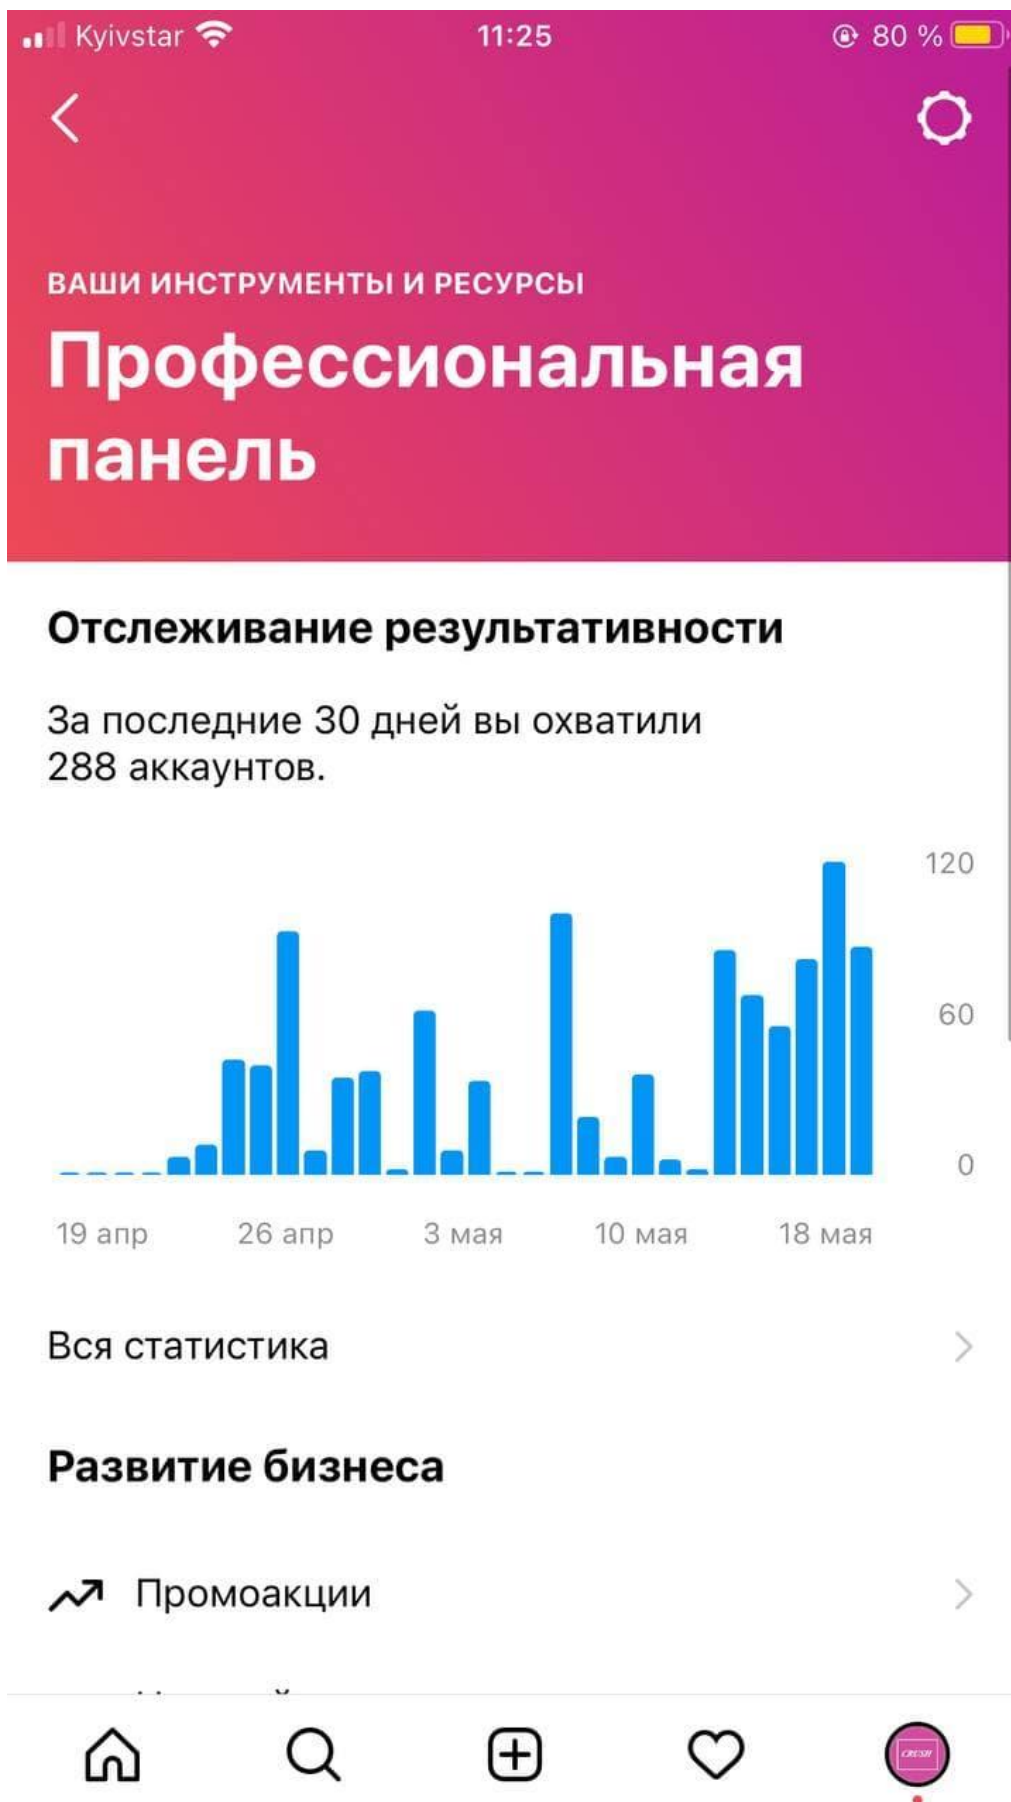 Kyivstar
11:25
80 %
ВАШИ ИНСТРУМЕНТЫ И РЕСУРСЫ
Профессиональная
панель
Отслеживание результативности
За последние 30 дней вы охватили
288 аккаунтов.
120
60
0
19 апр 26 апр 3 мая 10 мая 18 мая
Вся статистика
Развитие бизнеса
Промоакции
CRUSH